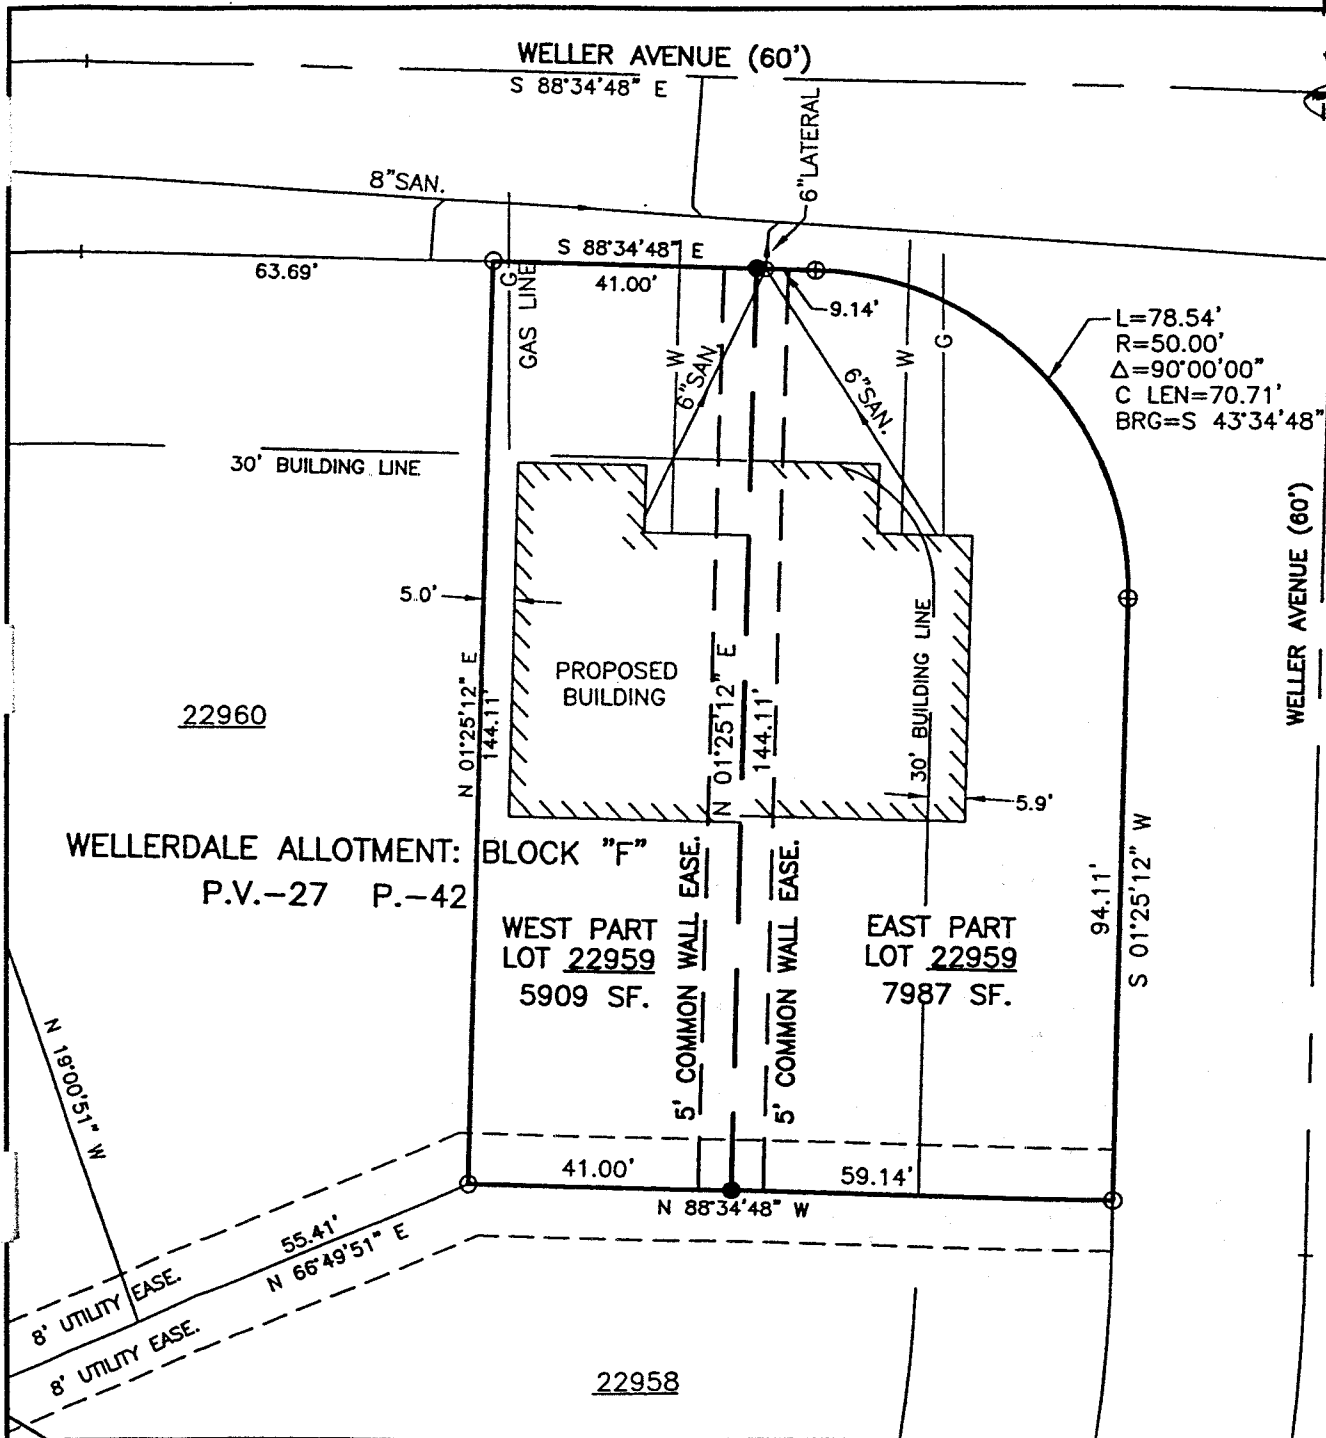 WELLER AVENUE (60')
S 88°34'48" E
6"LATERAL
8"SAN.
S 88°34'48" E
63.69'
41.00'
9.14'
G
GAS LINE
W
6"SAN.
6"SAN.
W
G
L=78.54'
R=50.00'
Δ=90°00'00"
C LEN=70.71'
BRG=S 43°34'48"
30' BUILDING LINE
WELLER AVENUE (60')
5.0'
PROPOSED
BUILDING
N 01°25'12" E
144.11'
N 01°25'12" E
144.11'
30' BUILDING LINE
5.9'
22960
WELLERDALE ALLOTMENT: BLOCK "F"
P.V.-27 P.-42
94.11'
S 01°25'12" W
WEST PART
LOT 22959
5909 SF.
5' COMMON WALL EASE.
5' COMMON WALL EASE.
EAST PART
LOT 22959
7987 SF.
N 19°00'51" W
41.00'
59.14'
N 88°34'48" W
55.41'
N 66°49'51" E
8' UTILITY EASE.
8' UTILITY EASE.
22958